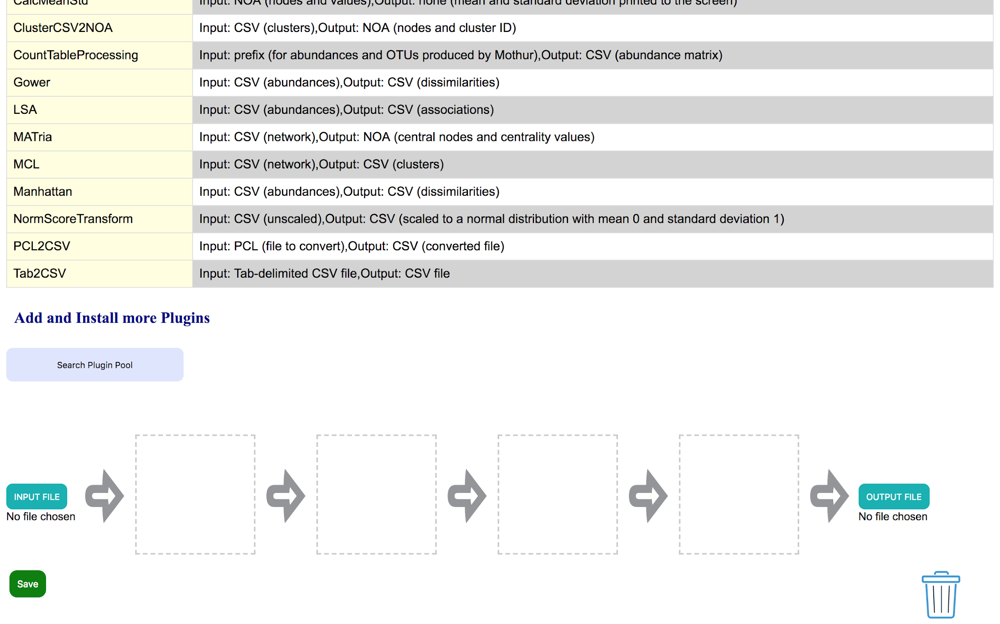 CalcMeanStd Input: NOA (nodes and values),Output: none (mean and standard deviation printed to the screen)
ClusterCSV2NOA Input: CSV (clusters),Output: NOA (nodes and cluster ID)
CountTableProcessing Input: prefix (for abundances and OTUs produced by Mothur),Output: CSV (abundance matrix)
Gower Input: CSV (abundances),Output: CSV (dissimilarities)
LSA Input: CSV (abundances),Output: CSV (associations)
MATria Input: CSV (network),Output: NOA (central nodes and centrality values)
MCL Input: CSV (network),Output: CSV (clusters)
Manhattan Input: CSV (abundances),Output: CSV (dissimilarities)
NormScoreTransform Input: CSV (unscaled),Output: CSV (scaled to a normal distribution with mean 0 and standard deviation 1)
PCL2CSV Input: PCL (file to convert),Output: CSV (converted file)
Tab2CSV Input: Tab-delimited CSV file,Output: CSV file
Add and Install more Plugins
Search Plugin Pool
INPUT FILE
No file chosen
OUTPUT FILE
No file chosen
Save